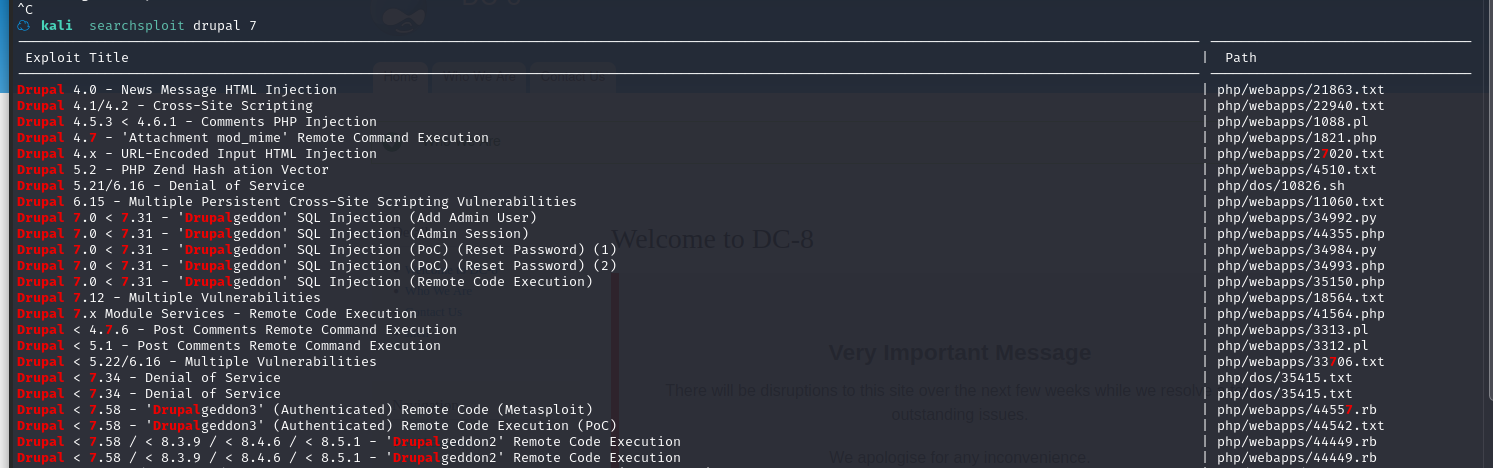 ^C
kali searchsploit drupal 7
Exploit Title | Path
Drupal 4.0 - News Message HTML Injection | php/webapps/21863.txt
Drupal 4.1/4.2 - Cross-Site Scripting | php/webapps/22940.txt
Drupal 4.5.3 < 4.6.1 - Comments PHP Injection | php/webapps/1088.pl
Drupal 4.7 - 'Attachment mod_mime' Remote Command Execution | php/webapps/1821.php
Drupal 4.x - URL-Encoded Input HTML Injection | php/webapps/27020.txt
Drupal 5.2 - PHP Zend Hash ation Vector | php/webapps/4510.txt
Drupal 5.21/6.16 - Denial of Service | php/dos/10826.sh
Drupal 6.15 - Multiple Persistent Cross-Site Scripting Vulnerabilities | php/webapps/11060.txt
Drupal 7.0 < 7.31 - 'Drupalgeddon' SQL Injection (Add Admin User) | php/webapps/34992.py
Drupal 7.0 < 7.31 - 'Drupalgeddon' SQL Injection (Admin Session) | php/webapps/44355.php
Drupal 7.0 < 7.31 - 'Drupalgeddon' SQL Injection (PoC) (Reset Password) (1) | php/webapps/34984.py
Drupal 7.0 < 7.31 - 'Drupalgeddon' SQL Injection (PoC) (Reset Password) (2) | php/webapps/34993.php
Drupal 7.0 < 7.31 - 'Drupalgeddon' SQL Injection (Remote Code Execution) | php/webapps/35150.php
Drupal 7.12 - Multiple Vulnerabilities | php/webapps/18564.txt
Drupal 7.x Module Services - Remote Code Execution | php/webapps/41564.php
Drupal < 4.7.6 - Post Comments Remote Command Execution | php/webapps/3313.pl
Drupal < 5.1 - Post Comments Remote Command Execution | php/webapps/3312.pl
Drupal < 5.22/6.16 - Multiple Vulnerabilities | php/webapps/33706.txt
Drupal < 7.34 - Denial of Service | php/dos/35415.txt
Drupal < 7.34 - Denial of Service | php/dos/35415.txt
Drupal < 7.58 - 'Drupalgeddon3' (Authenticated) Remote Code (Metasploit) | php/webapps/44557.rb
Drupal < 7.58 - 'Drupalgeddon3' (Authenticated) Remote Code Execution (PoC) | php/webapps/44542.txt
Drupal < 7.58 / < 8.3.9 / < 8.4.6 / < 8.5.1 - 'Drupalgeddon2' Remote Code Execution | php/webapps/44449.rb
Drupal < 7.58 / < 8.3.9 / < 8.4.6 / < 8.5.1 - 'Drupalgeddon2' Remote Code Execution | php/webapps/44449.rb
DC-8
Home Who We Are Contact Us
Welcome to DC-8
Very Important Message
There will be disruptions to this site over the next few weeks while we resolve
outstanding issues.
We apologise for any inconvenience.